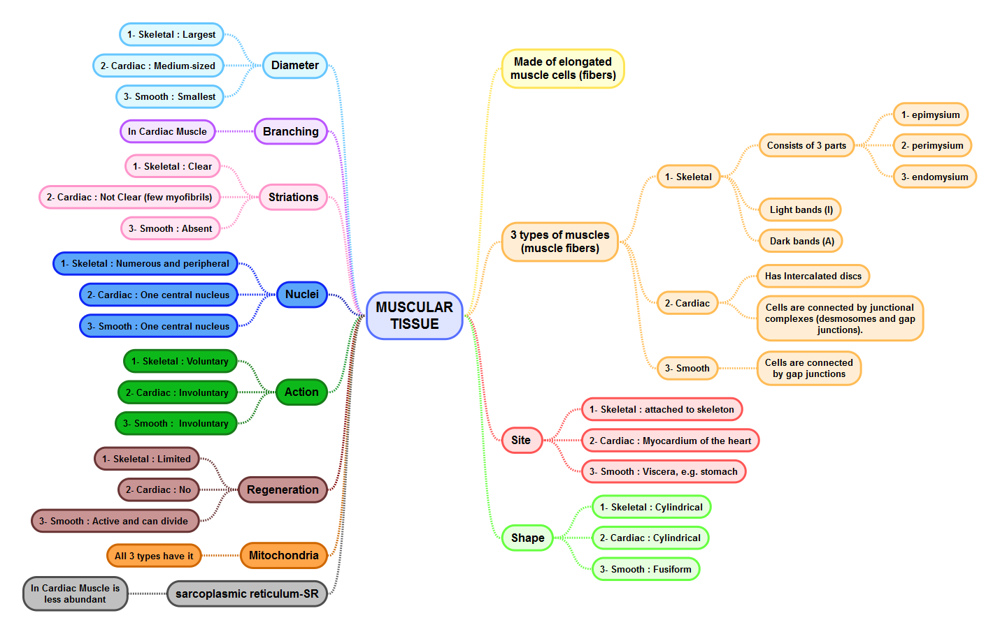 MUSCULAR
TISSUE
Diameter
1- Skeletal : Largest
2- Cardiac : Medium-sized
3- Smooth : Smallest
Branching
In Cardiac Muscle
Striations
1- Skeletal : Clear
2- Cardiac : Not Clear (few myofibrils)
3- Smooth : Absent
Nuclei
1- Skeletal : Numerous and peripheral
2- Cardiac : One central nucleus
3- Smooth : One central nucleus
Action
1- Skeletal : Voluntary
2- Cardiac : Involuntary
3- Smooth :  Involuntary
Regeneration
1- Skeletal : Limited
2- Cardiac : No
3- Smooth : Active and can divide
Mitochondria
All 3 types have it
sarcoplasmic reticulum-SR
In Cardiac Muscle is
less abundant
Made of elongated
muscle cells (fibers)
3 types of muscles
(muscle fibers)
1- Skeletal
Consists of 3 parts
1- epimysium
2- perimysium
3- endomysium
Light bands (I)
Dark bands (A)
2- Cardiac
Has Intercalated discs
Cells are connected by junctional
complexes (desmosomes and gap
junctions).
3- Smooth
Cells are connected
by gap junctions
Site
1- Skeletal : attached to skeleton
2- Cardiac : Myocardium of the heart
3- Smooth : Viscera, e.g. stomach
Shape
1- Skeletal : Cylindrical
2- Cardiac : Cylindrical
3- Smooth : Fusiform